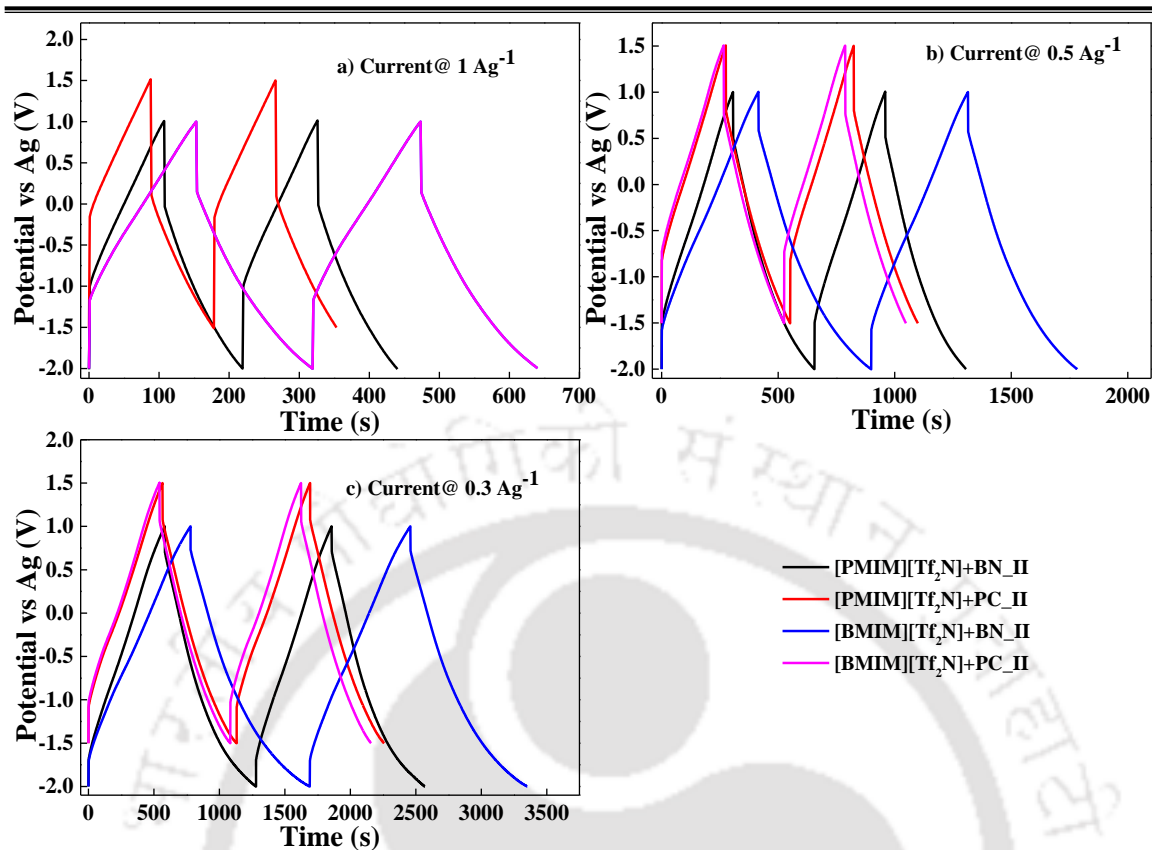 a) Current@ 1 Ag⁻¹
2.0
1.5
1.0
0.5
0.0
-0.5
-1.0
-1.5
-2.0
Potential vs Ag (V)
0 100 200 300 400 500 600 700
Time (s)
b) Current@ 0.5 Ag⁻¹
1.5
1.0
0.5
0.0
-0.5
-1.0
-1.5
-2.0
Potential vs Ag (V)
0 500 1000 1500 2000
Time (s)
c) Current@ 0.3 Ag⁻¹
2.0
1.5
1.0
0.5
0.0
-0.5
-1.0
-1.5
-2.0
Potential vs Ag (V)
0 500 1000 1500 2000 2500 3000 3500
Time (s)
[PMIM][Tf₂N]+BN_II
[PMIM][Tf₂N]+PC_II
[BMIM][Tf₂N]+BN_II
[BMIM][Tf₂N]+PC_II